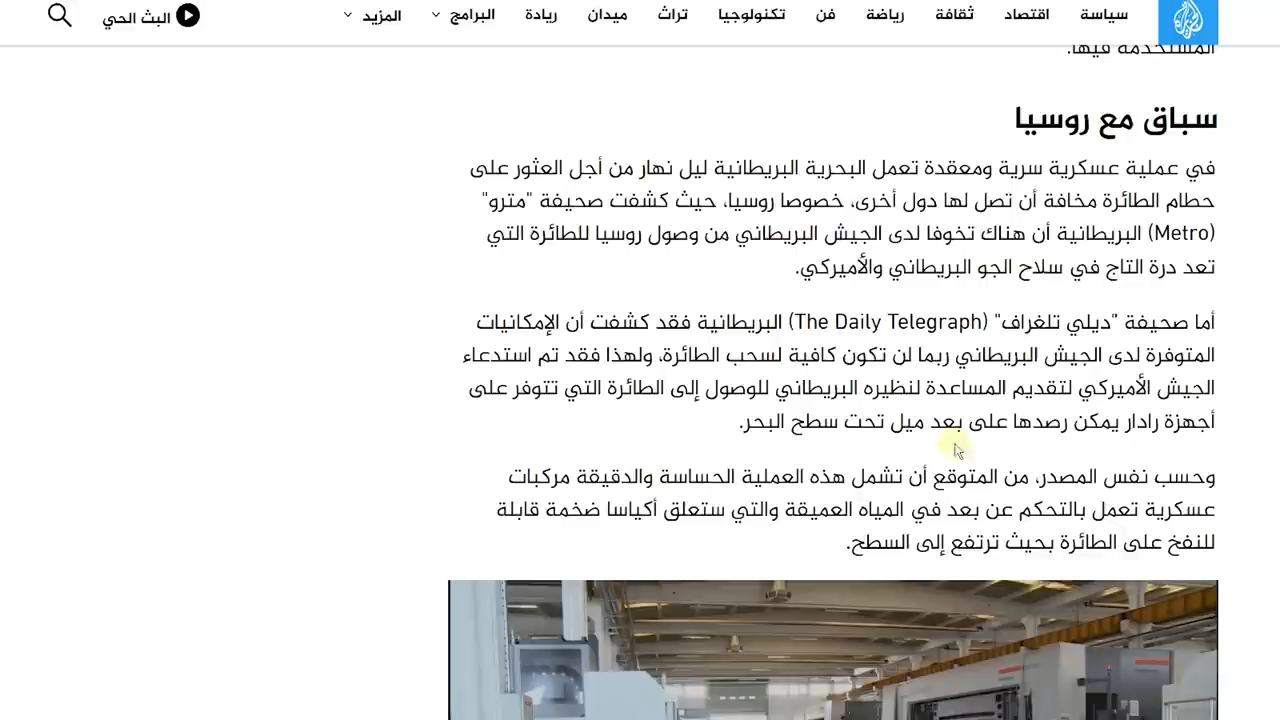 سياسة اقتصاد ثقافة رياضة فن تكنولوجيا تراث ميدان ريادة البرامج المزيد البث الحي
المستخدمة فيها.
سباق مع روسيا
في عملية عسكرية سرية ومعقدة تعمل البحرية البريطانية ليل نهار من أجل العثور على
حطام الطائرة مخافة أن تصل لها دول أخرى، خصوصا روسيا، حيث كشفت صحيفة "مترو"
(Metro) البريطانية أن هناك تخوفا لدى الجيش البريطاني من وصول روسيا للطائرة التي
تعد درة التاج في سلاح الجو البريطاني والأميركي.
أما صحيفة "ديلي تلغراف" (The Daily Telegraph) البريطانية فقد كشفت أن الإمكانيات
المتوفرة لدى الجيش البريطاني ربما لن تكون كافية لسحب الطائرة، ولهذا فقد تم استدعاء
الجيش الأميركي لتقديم المساعدة لنظيره البريطاني للوصول إلى الطائرة التي تتوفر على
أجهزة رادار يمكن رصدها على بعد ميل تحت سطح البحر.
وحسب نفس المصدر، من المتوقع أن تشمل هذه العملية الحساسة والدقيقة مركبات
عسكرية تعمل بالتحكم عن بعد في المياه العميقة والتي ستعلق أكياسا ضخمة قابلة
للنفخ على الطائرة بحيث ترتفع إلى السطح.